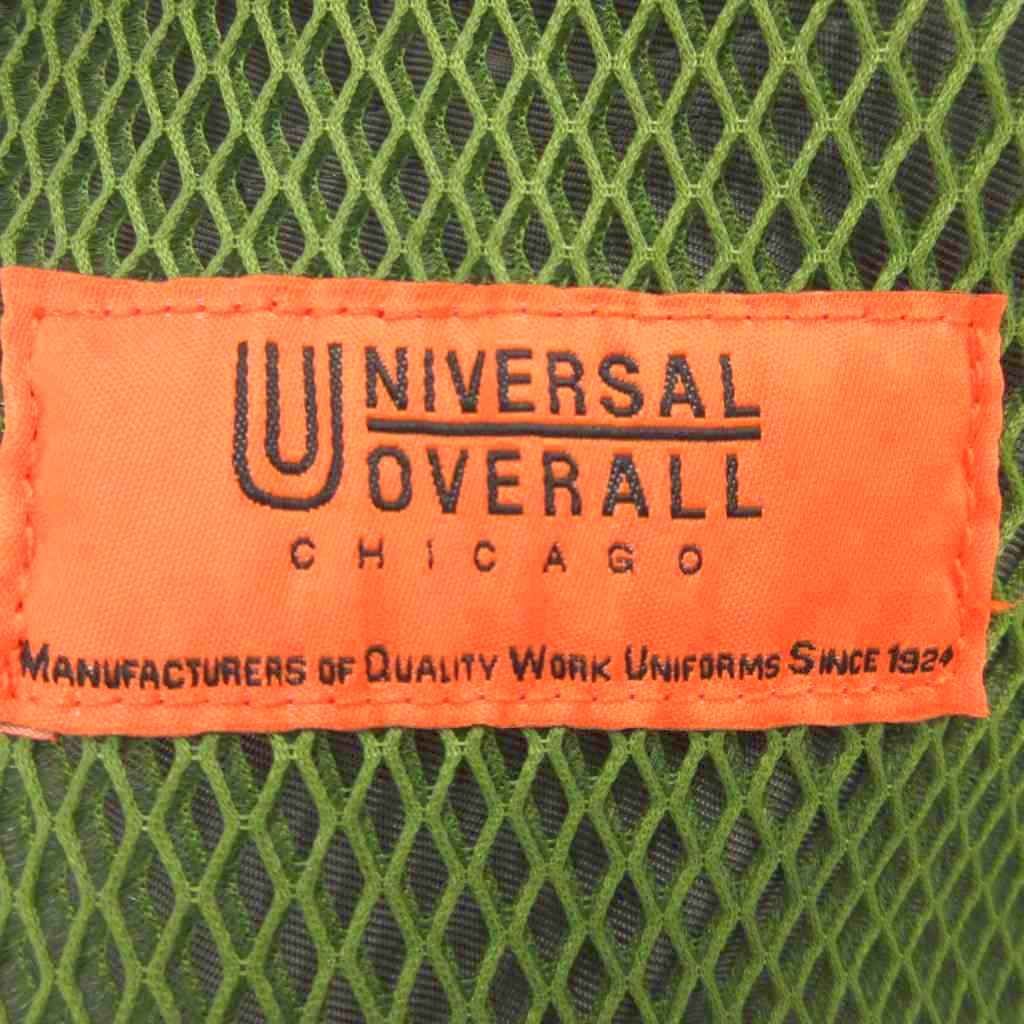 UNIVERSAL
OVERALL
CHICAGO
MANUFACTURERS OF QUALITY WORK UNIFORMS SINCE 1924